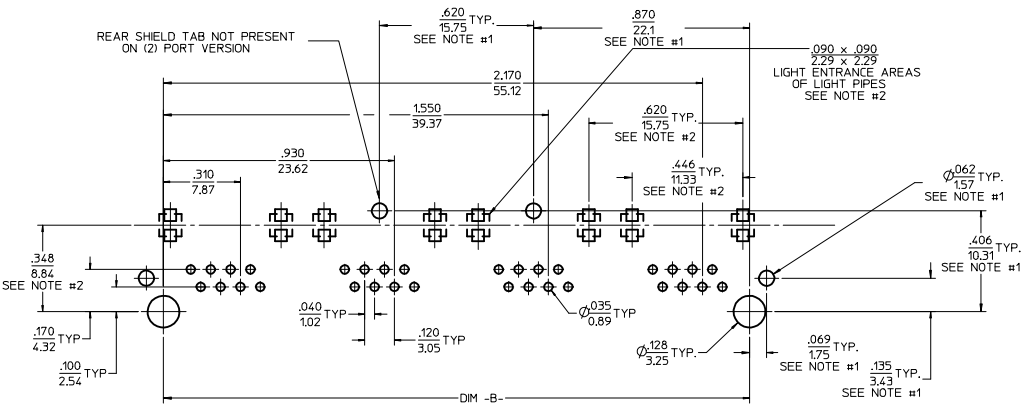 .620
15.75 TYP.
SEE NOTE #1
.870
22.1
SEE NOTE #1
REAR SHIELD TAB NOT PRESENT
ON (2) PORT VERSION
.090 x .090
2.29 x 2.29
LIGHT ENTRANCE AREAS
OF LIGHT PIPES
SEE NOTE #2
2.170
55.12
1.550
39.37
.620
15.75 TYP.
SEE NOTE #2
.930
23.62
.446
11.33 TYP.
SEE NOTE #2
.310
7.87
Ø.062
1.57 TYP.
SEE NOTE #1
.406
10.31 TYP.
SEE NOTE #1
.348
8.84
SEE NOTE #2
.040
1.02 TYP
Ø.035
0.89 TYP
.170
4.32 TYP
.120
3.05 TYP
Ø.128
3.25 TYP.
.069
1.75 TYP.
SEE NOTE #1
.100
2.54 TYP
.135
3.43 TYP.
SEE NOTE #1
DIM -B-